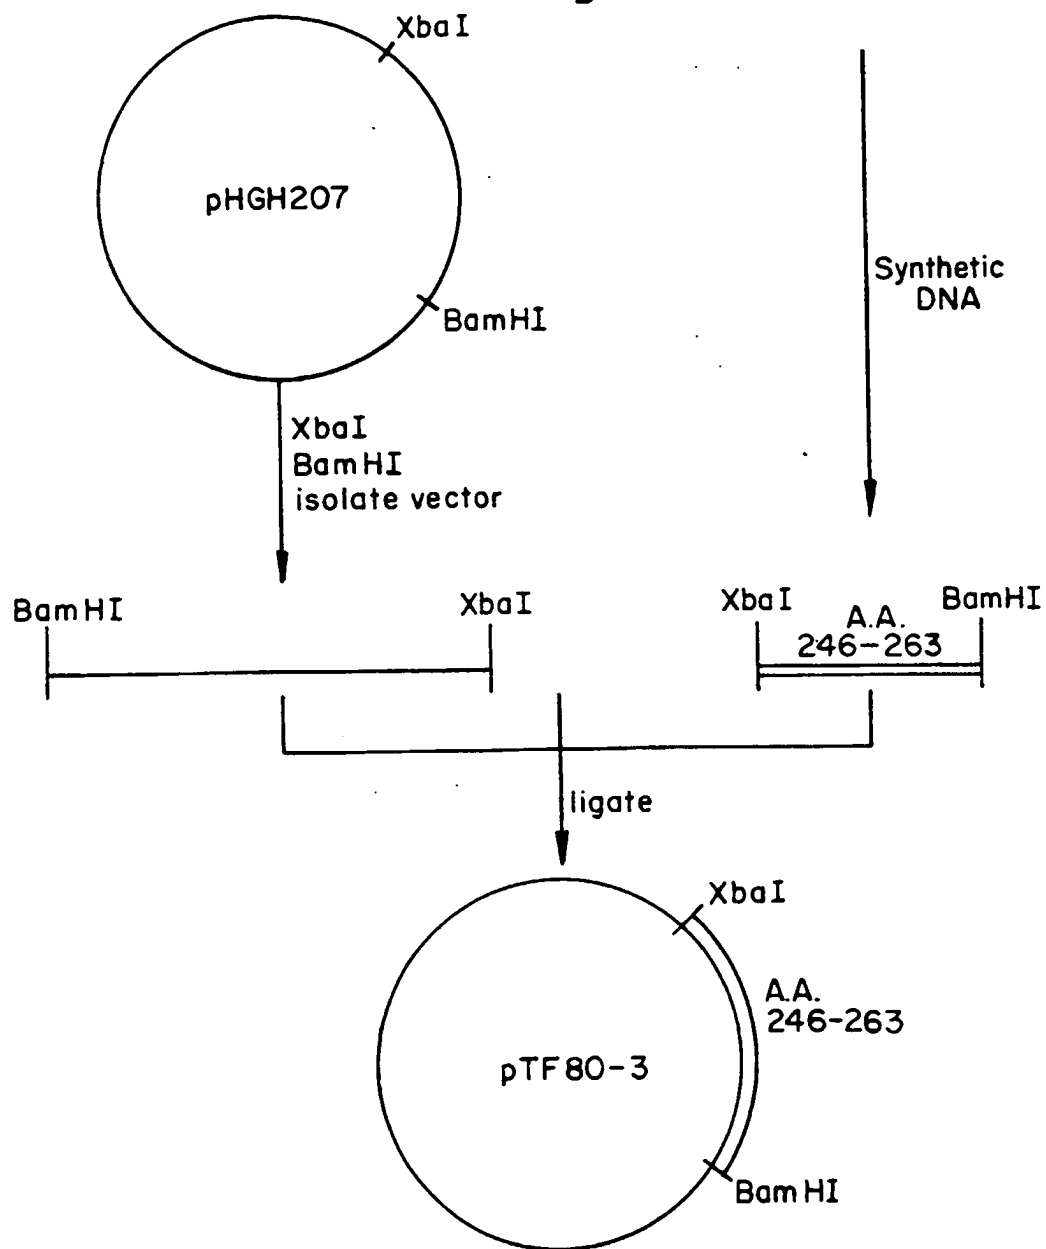 XbaI
pHGH207
BamHI
Synthetic
DNA
XbaI
BamHI
isolate vector
BamHI
XbaI
XbaI
BamHI
A.A.
246-263
ligate
XbaI
A.A.
246-263
pTF80-3
BamHI